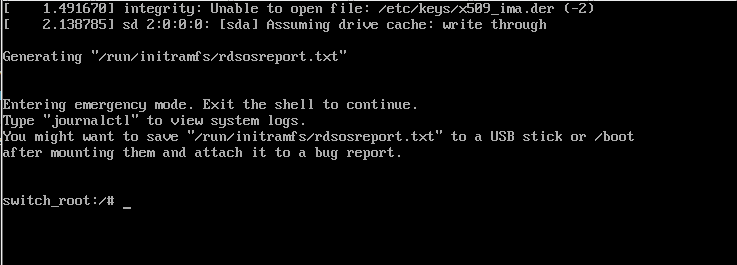 [    1.491670] integrity: Unable to open file: /etc/keys/x509_ima.der (-2)
[    2.138785] sd 2:0:0:0: [sda] Assuming drive cache: write through
Generating "/run/initramfs/rdsosreport.txt"
Entering emergency mode. Exit the shell to continue.
Type "journalctl" to view system logs.
You might want to save "/run/initramfs/rdsosreport.txt" to a USB stick or /boot
after mounting them and attach it to a bug report.
switch_root:/# _